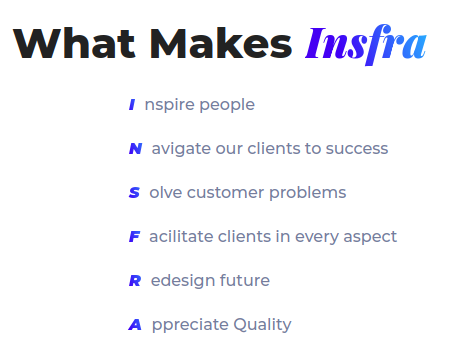 What Makes Insfra
I nspire people
N avigate our clients to success
S olve customer problems
F acilitate clients in every aspect
R edesign future
A ppreciate Quality